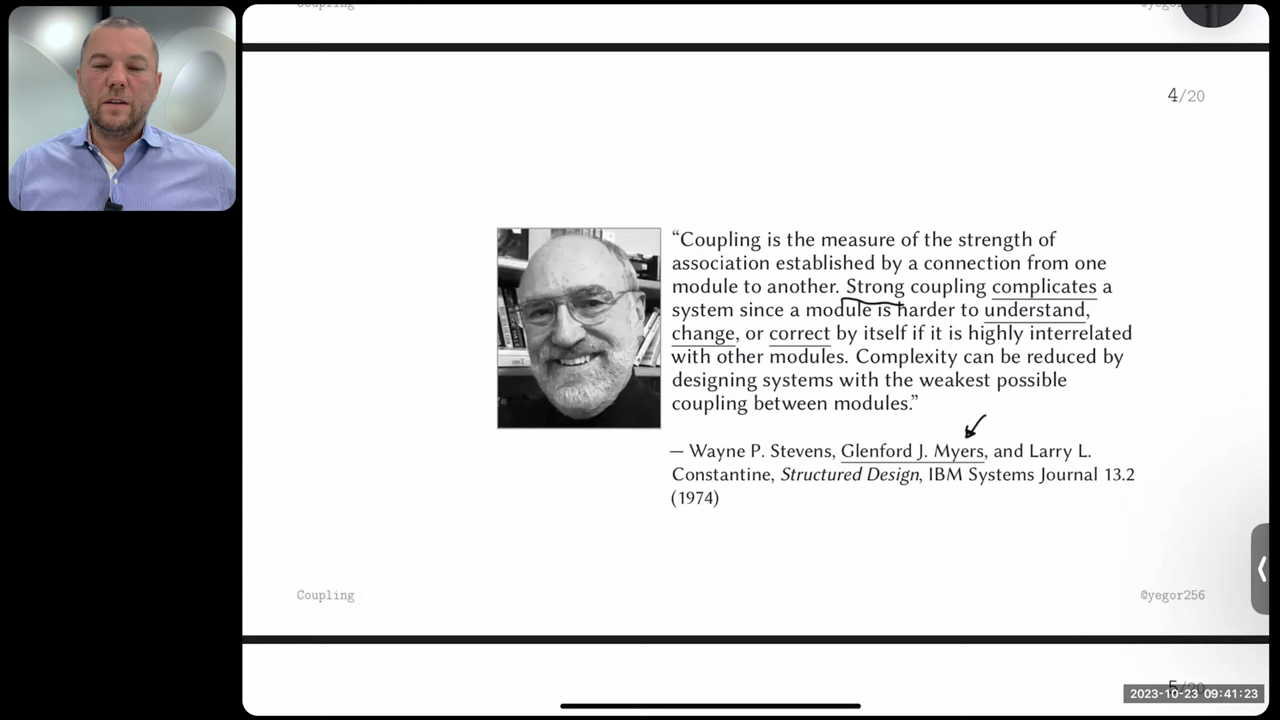 Coupling
4/20
“Coupling is the measure of the strength of
association established by a connection from one
module to another. Strong coupling complicates a
system since a module is harder to understand,
change, or correct by itself if it is highly interrelated
with other modules. Complexity can be reduced by
designing systems with the weakest possible
coupling between modules.”
— Wayne P. Stevens, Glenford J. Myers, and Larry L.
Constantine, Structured Design, IBM Systems Journal 13.2
(1974)
Coupling
@yegor256
2023-10-23 09:41:23